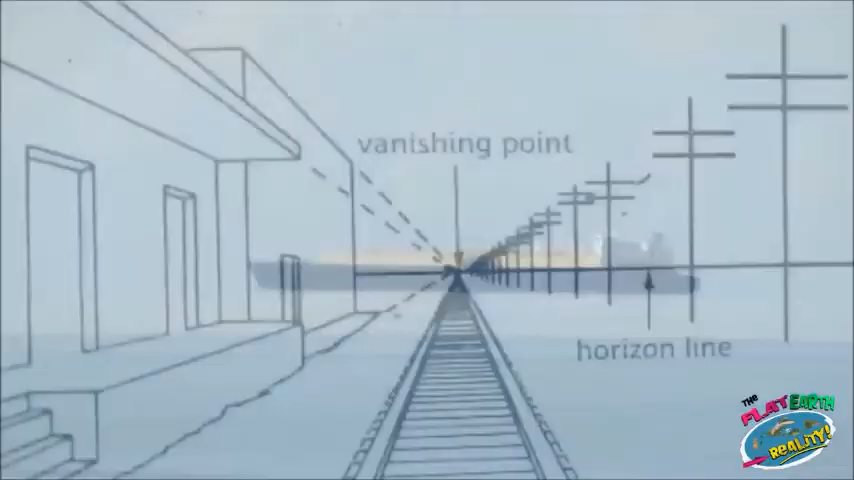 vanishing point
horizon line
THE
FLAT EARTH
REALITY!